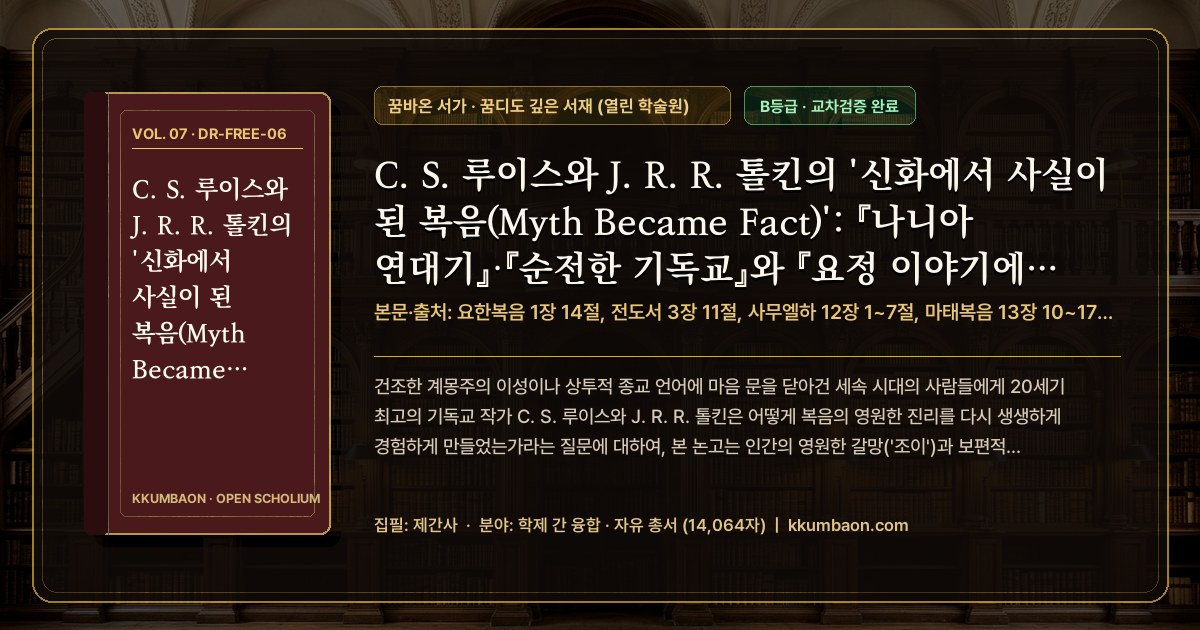 VOL. 07 · DR-FREE-06
C. S. 루이스와
J. R. R. 톨킨의
'신화에서
사실이 된
복음(Myth
Became…
KKUMBAON · OPEN SCHOLIUM
꿈바온 서가 · 꿈디도 깊은 서재 (열린 학술원)
B등급 · 교차검증 완료
C. S. 루이스와 J. R. R. 톨킨의 '신화에서 사실이
된 복음(Myth Became Fact)': 『나니아
연대기』·『순전한 기독교』와 『요정 이야기에…
본문·출처: 요한복음 1장 14절, 전도서 3장 11절, 사무엘하 12장 1~7절, 마태복음 13장 10~17…
건조한 계몽주의 이성이나 상투적 종교 언어에 마음 문을 닫아건 세속 시대의 사람들에게 20세기
최고의 기독교 작가 C. S. 루이스와 J. R. R. 톨킨은 어떻게 복음의 영원한 진리를 다시 생생하게
경험하게 만들었는가라는 질문에 대하여, 본 논고는 인간의 영원한 갈망('조이')과 보편적…
집필: 제간사 · 분야: 학제 간 융합 · 자유 총서 (14,064자) | kkumbaon.com